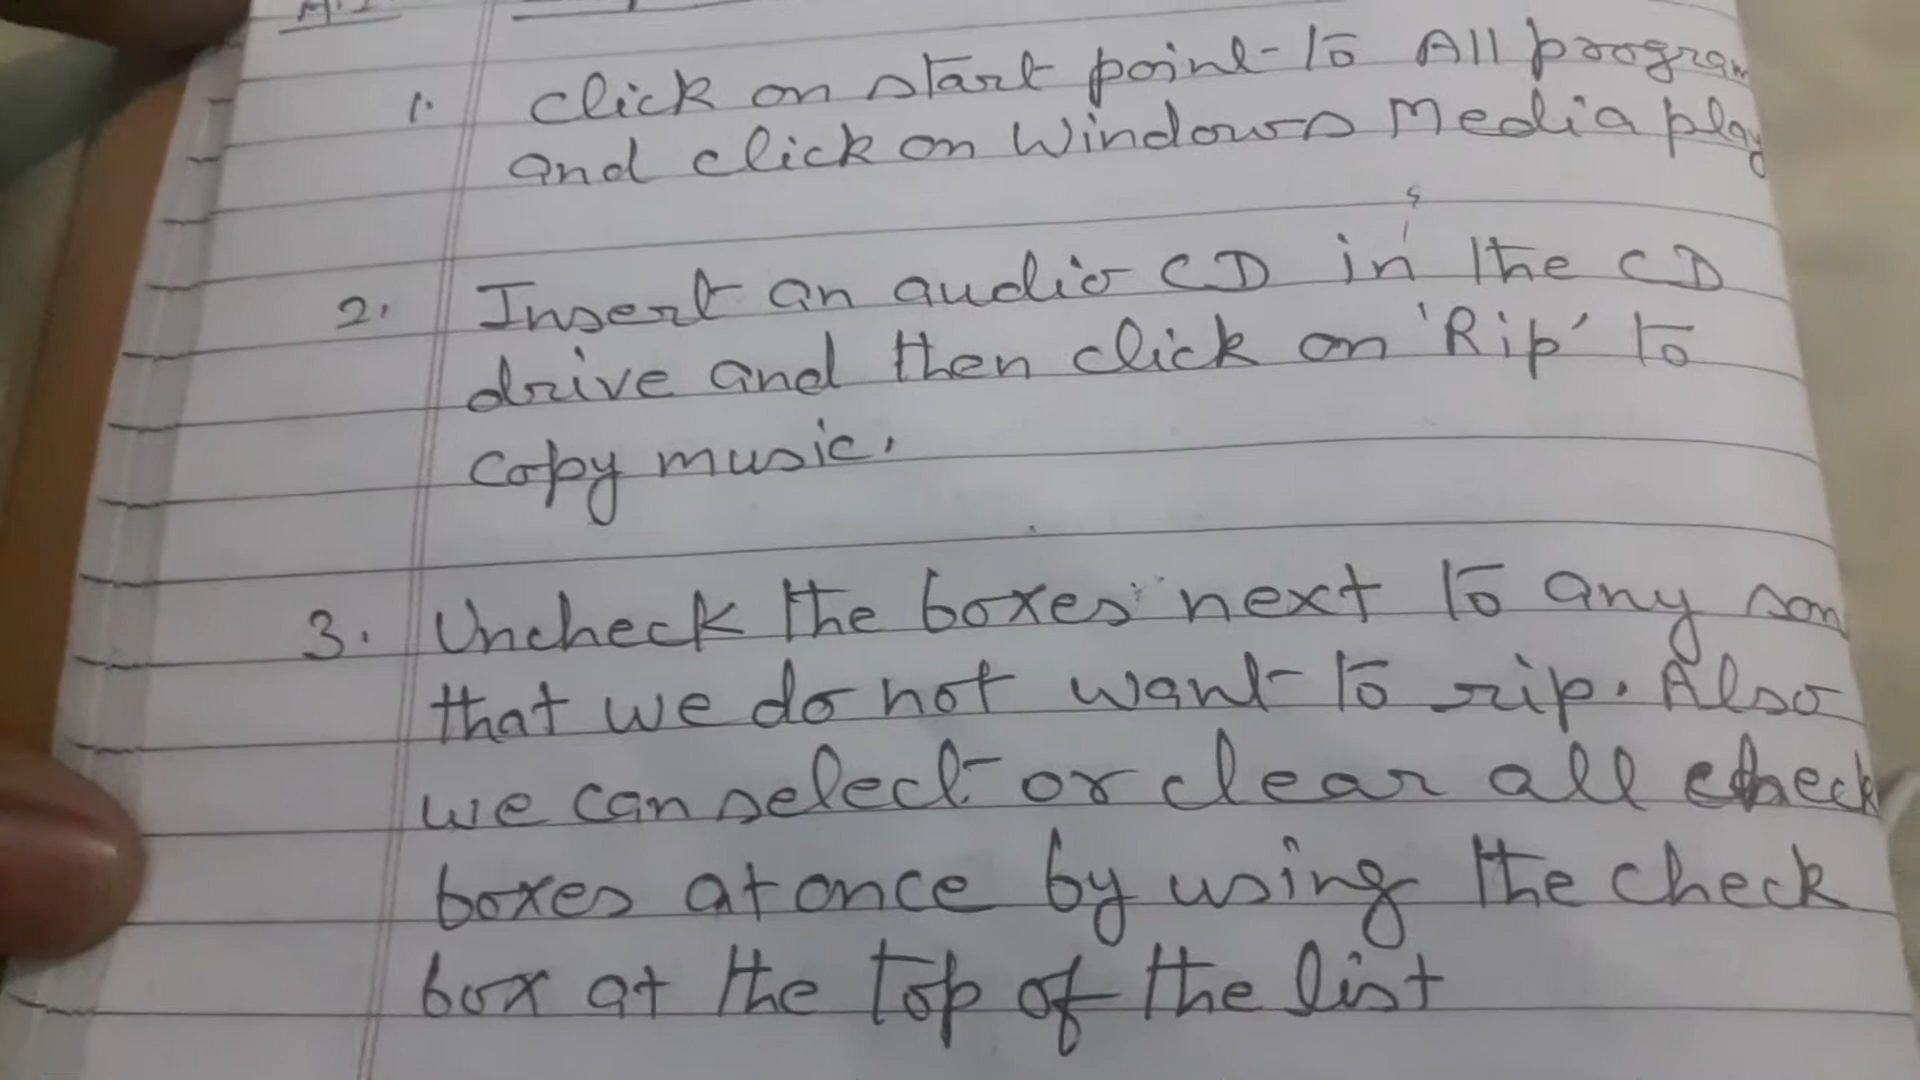 1. Click on start point to All program
and click on Windows Media play
2. Insert an audio CD in the CD
drive and then click on 'Rip' to
copy music.
3. Uncheck the boxes next to any son
that we do not want to rip. Also
we can select or clear all check
boxes at once by using the check
box at the top of the list